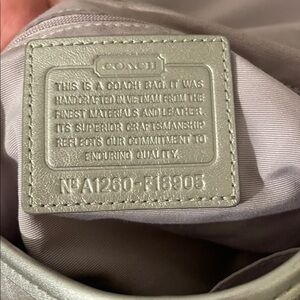 COACH
THIS IS A COACH BAG. IT WAS
HANDCRAFTED IN VIETNAM FROM THE
FINEST MATERIALS AND LEATHER.
ITS SUPERIOR CRAFTSMANSHIP
REFLECTS OUR COMMITMENT TO
ENDURING QUALITY.
Nº A1260-F18905